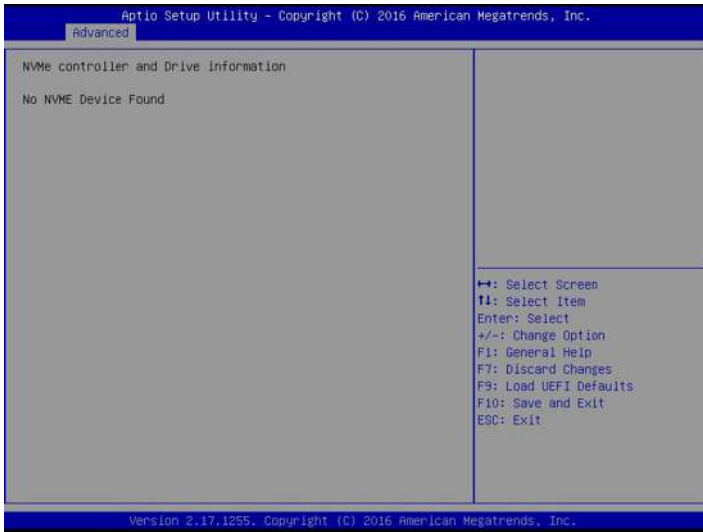 Aptio Setup Utility - Copyright (C) 2016 American Megatrends, Inc.
Advanced
NVMe controller and Drive information
No NVME Device Found
↔: Select Screen
↑↓: Select Item
Enter: Select
+/-: Change Option
F1: General Help
F7: Discard Changes
F9: Load UEFI Defaults
F10: Save and Exit
ESC: Exit
Version 2.17.1255. Copyright (C) 2016 American Megatrends, Inc.